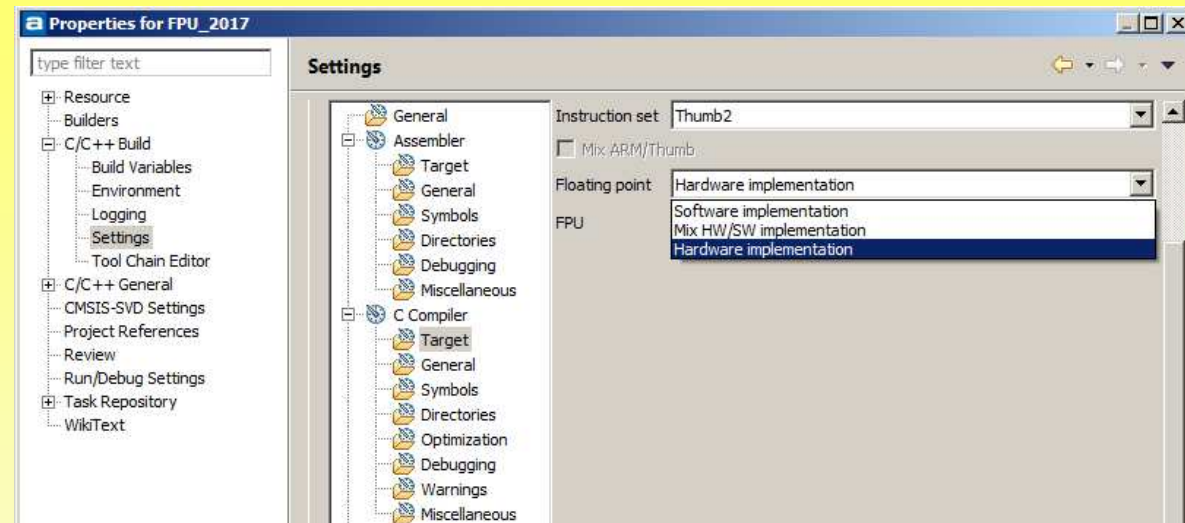 Properties for FPU_2017
type filter text
Resource
Builders
C/C++ Build
Build Variables
Environment
Logging
Settings
Tool Chain Editor
C/C++ General
CMSIS-SVD Settings
Project References
Review
Run/Debug Settings
Task Repository
WikiText
Settings
General
Assembler
Target
General
Symbols
Directories
Debugging
Miscellaneous
C Compiler
Target
General
Symbols
Directories
Optimization
Debugging
Warnings
Miscellaneous
Instruction set Thumb2
Mix ARM/Thumb
Floating point Hardware implementation
Software implementation
FPU
Mix HW/SW implementation
Hardware implementation